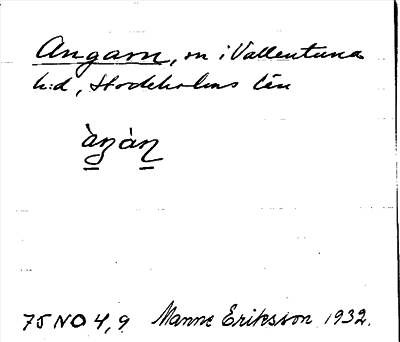 Angarn, sn i Vallentuna
h:d, Stockholms län
àŋàn
75 NO 4, 9 Manne Eriksson 1932.